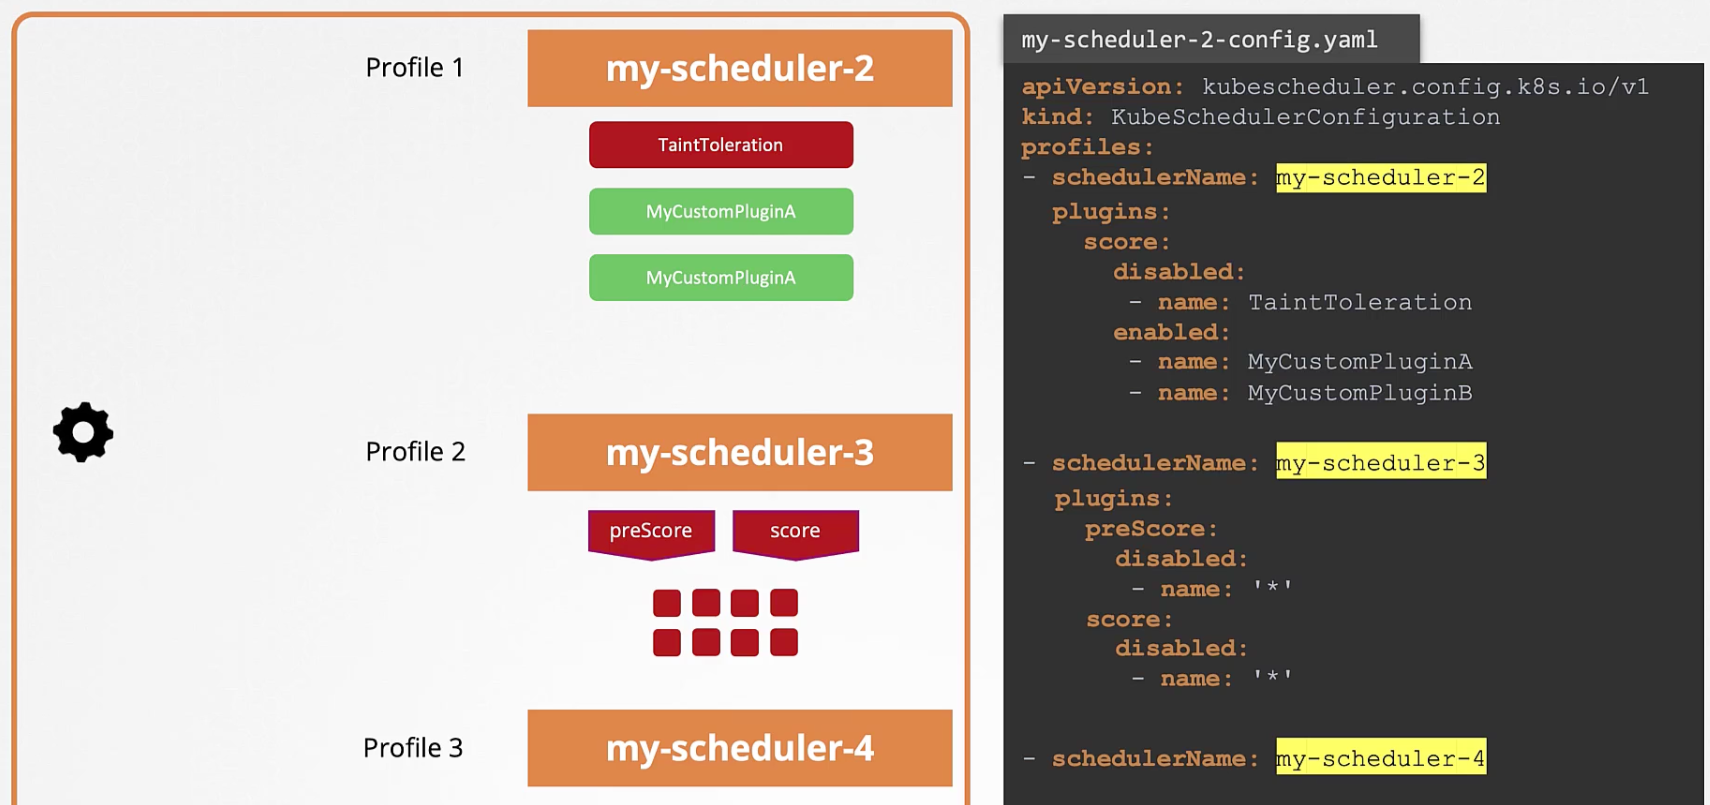 Profile 1
my-scheduler-2
TaintToleration
MyCustomPluginA
MyCustomPluginA
Profile 2
my-scheduler-3
preScore score
Profile 3
my-scheduler-4
my-scheduler-2-config.yaml
apiVersion: kubescheduler.config.k8s.io/v1
kind: KubeSchedulerConfiguration
profiles:
- schedulerName: my-scheduler-2
plugins:
score:
disabled:
- name: TaintToleration
enabled:
- name: MyCustomPluginA
- name: MyCustomPluginB
- schedulerName: my-scheduler-3
plugins:
preScore:
disabled:
- name: '*'
score:
disabled:
- name: '*'
- schedulerName: my-scheduler-4